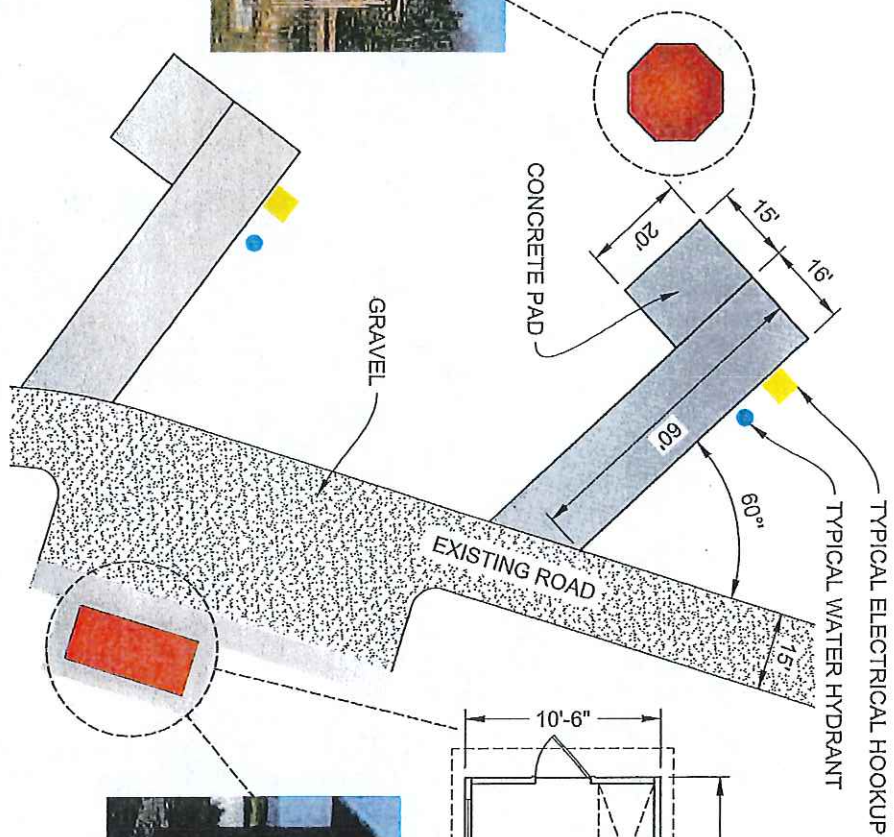 15'
16'
20'
CONCRETE PAD
TYPICAL ELECTRICAL HOOKUP
TYPICAL WATER HYDRANT
60'
60°'
GRAVEL
EXISTING ROAD
15'
10'-6"